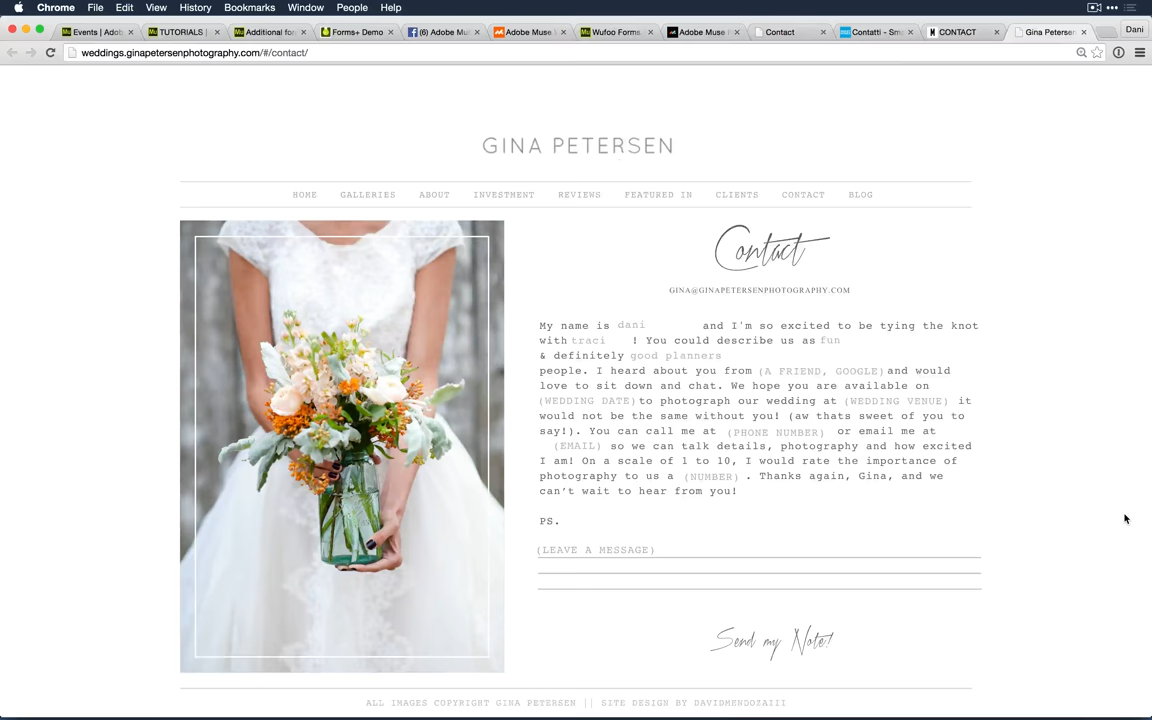 Chrome File Edit View History Bookmarks Window People Help
Events | Adob TUTORIALS | Additional for Forms+ Demo (6) Adobe Mu Adobe Muse Wufoo Forms Adobe Muse Contact Contatti - Sma CONTACT Gina Petersen Dani
weddings.ginapetersenphotography.com/#/contact/
GINA PETERSEN
HOME GALLERIES ABOUT INVESTMENT REVIEWS FEATURED IN CLIENTS CONTACT BLOG
Contact
GINA@GINAPETERSENPHOTOGRAPHY.COM
My name is dani and I'm so excited to be tying the knot
with traci ! You could describe us as fun
& definitely good planners
people. I heard about you from (A FRIEND, GOOGLE) and would
love to sit down and chat. We hope you are available on
(WEDDING DATE) to photograph our wedding at (WEDDING VENUE) it
would not be the same without you! (aw thats sweet of you to
say!). You can call me at (PHONE NUMBER) or email me at
(EMAIL) so we can talk details, photography and how excited
I am! On a scale of 1 to 10, I would rate the importance of
photography to us a (NUMBER) . Thanks again, Gina, and we
can't wait to hear from you!
PS.
(LEAVE A MESSAGE)
Send my Note!
ALL IMAGES COPYRIGHT GINA PETERSEN || SITE DESIGN BY DAVIDMENDOZAIII